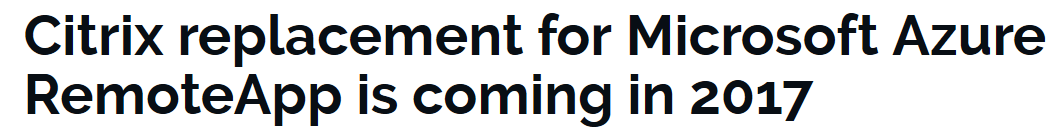 Citrix replacement for Microsoft Azure
RemoteApp is coming in 2017